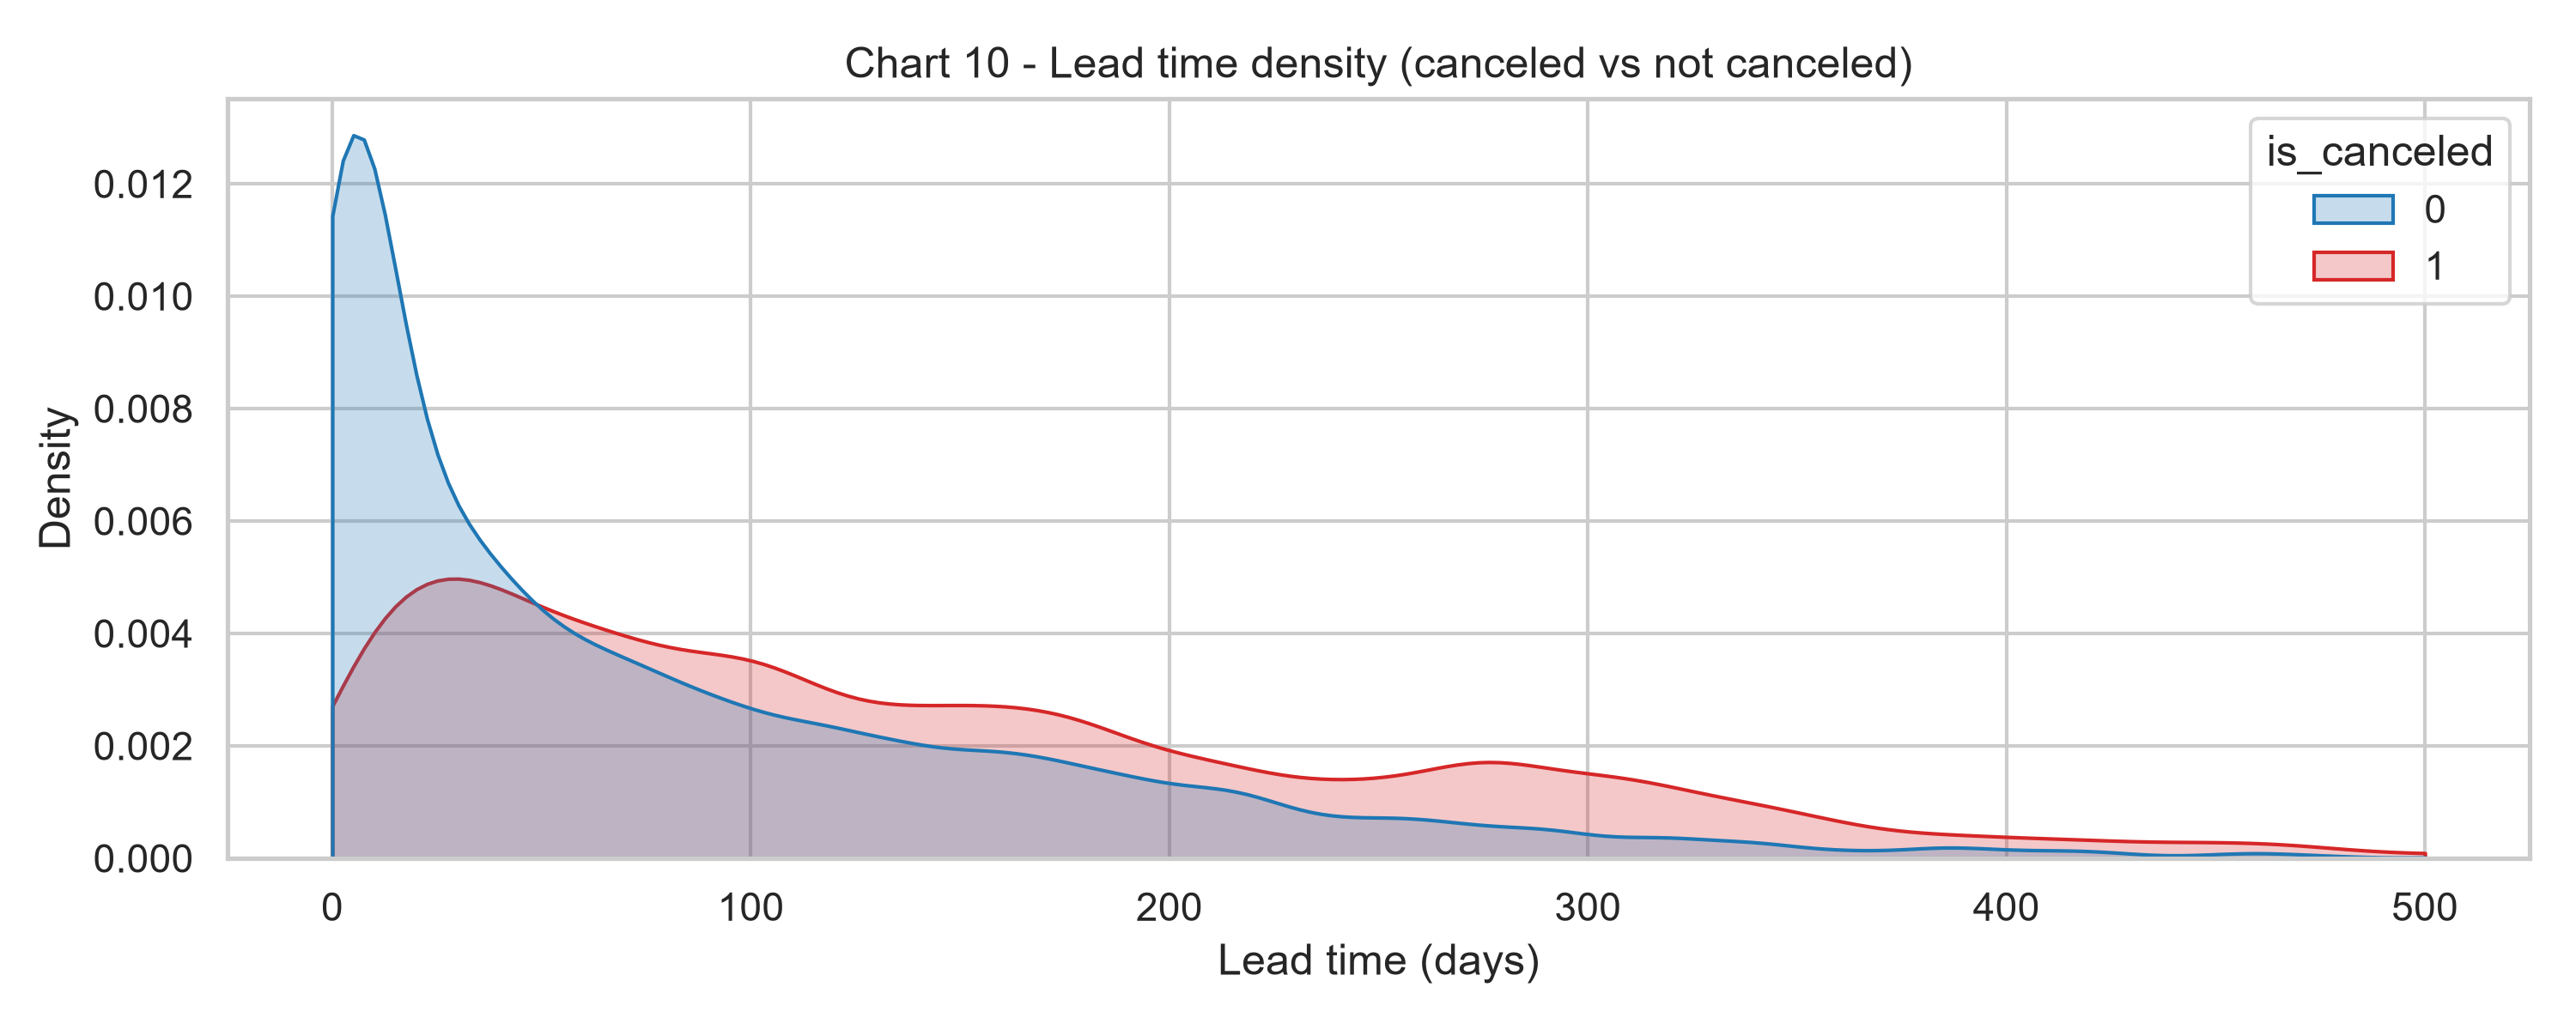 Chart 10 - Lead time density (canceled vs not canceled)
is_canceled
0
1
0.012
0.010
0.008
0.006
0.004
0.002
0.000
Density
0 100 200 300 400 500
Lead time (days)